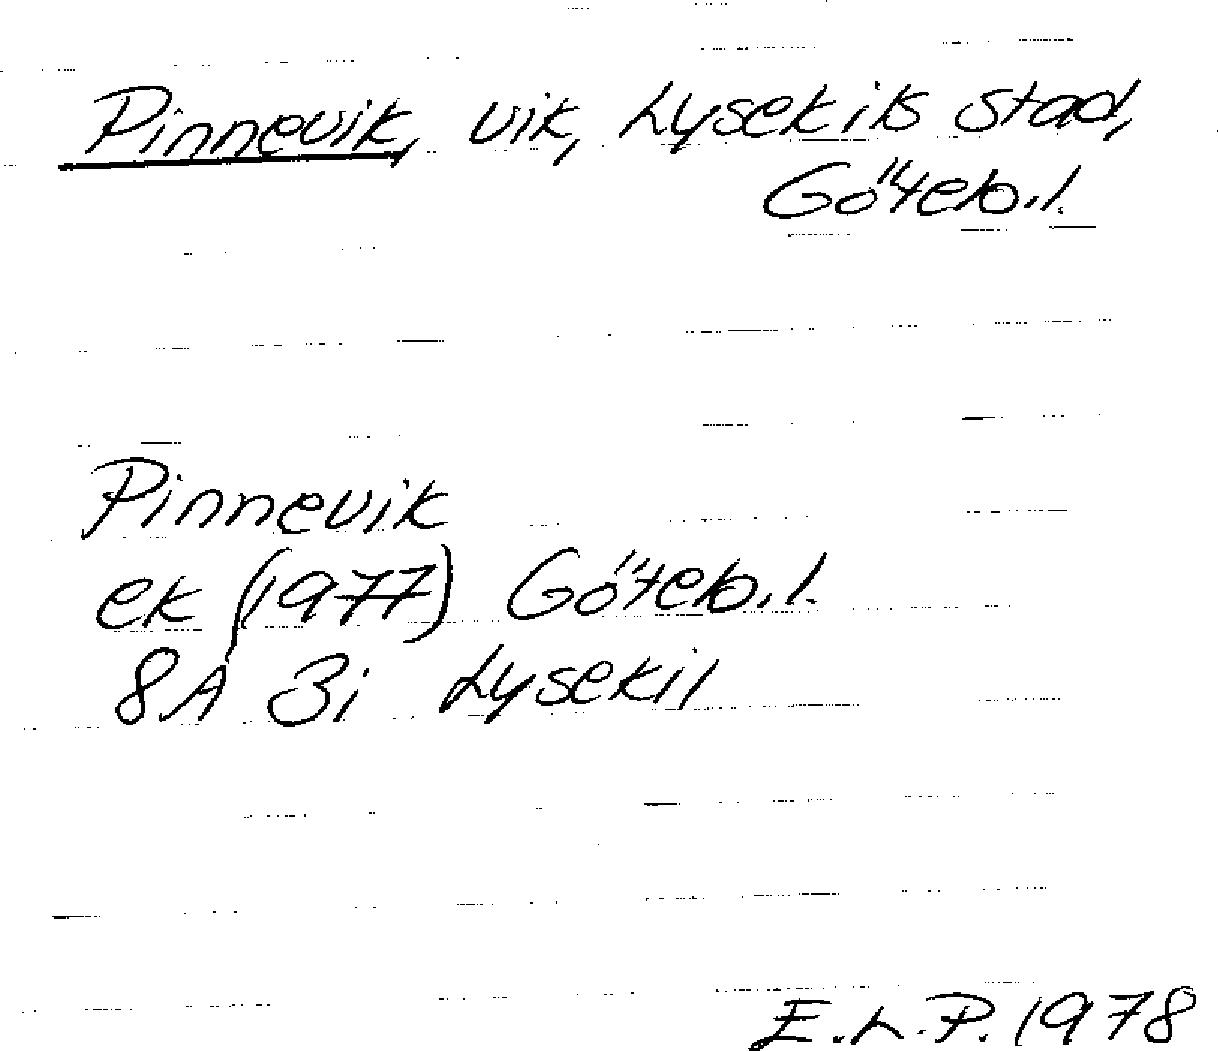 Pinnevik, vik, Lysekils stad,
Göteb.l.
Pinnevik
ek (1977) Göteb.l.
8A 3i Lysekil
E.L.P. 1978